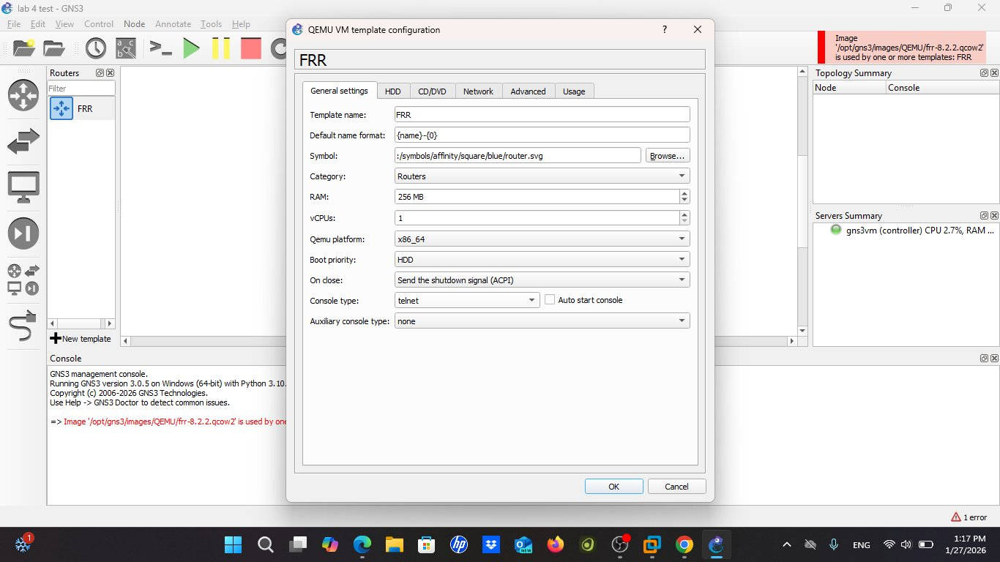 lab 4 test - GNS3
File Edit View Control Node Annotate Tools Help
Image
'/opt/gns3/images/QEMU/frr-8.2.2.qcow2'
is used by one or more templates: FRR
Routers
Filter
FRR
New template
QEMU VM template configuration
?
FRR
General settings HDD CD/DVD Network Advanced Usage
Template name: FRR
Default name format: {name}-{0}
Symbol: :/symbols/affinity/square/blue/router.svg Browse...
Category: Routers
RAM: 256 MB
vCPUs: 1
Qemu platform: x86_64
Boot priority: HDD
On close: Send the shutdown signal (ACPI)
Console type: telnet Auto start console
Auxiliary console type: none
OK Cancel
Topology Summary
Node Console
Servers Summary
gns3vm (controller) CPU 2.7%, RAM ...
Console
GNS3 management console.
Running GNS3 version 3.0.5 on Windows (64-bit) with Python 3.10.
Copyright (c) 2006-2026 GNS3 Technologies.
Use Help -> GNS3 Doctor to detect common issues.
=> Image '/opt/gns3/images/QEMU/frr-8.2.2.qcow2' is used by one
1 error
1
ENG
1:17 PM
1/27/2026